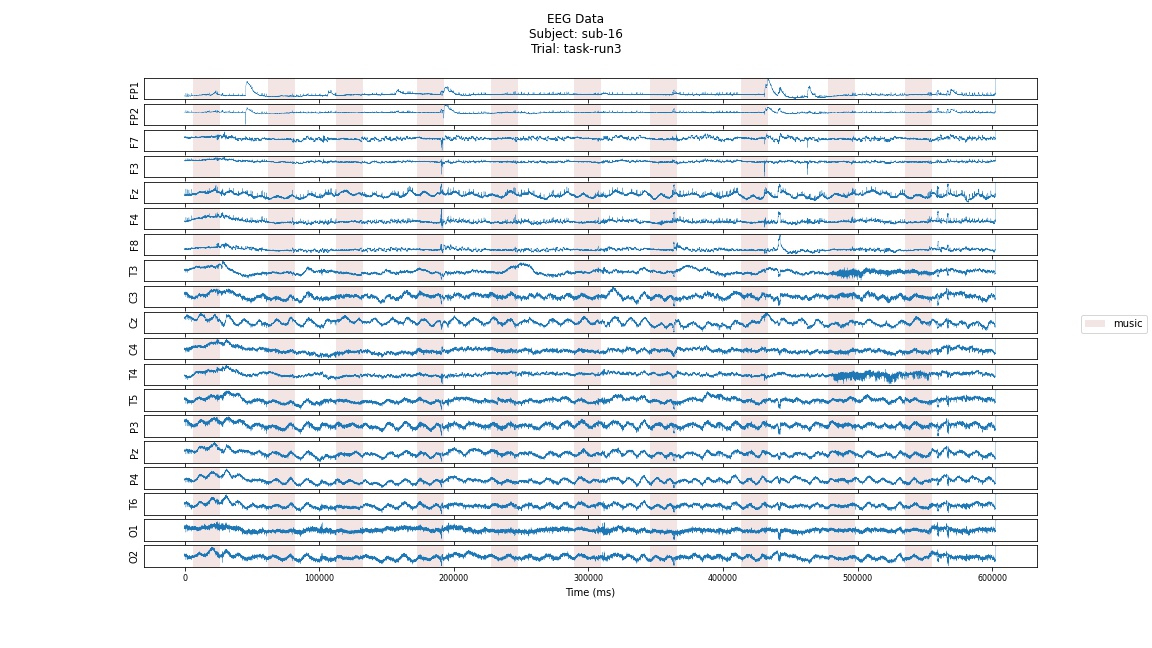 EEG Data
Subject: sub-16
Trial: task-run3
FP1
FP2
F7
F3
Fz
F4
F8
T3
C3
Cz
C4
T4
T5
P3
Pz
P4
T6
O1
O2
music
0 100000 200000 300000 400000 500000 600000
Time (ms)